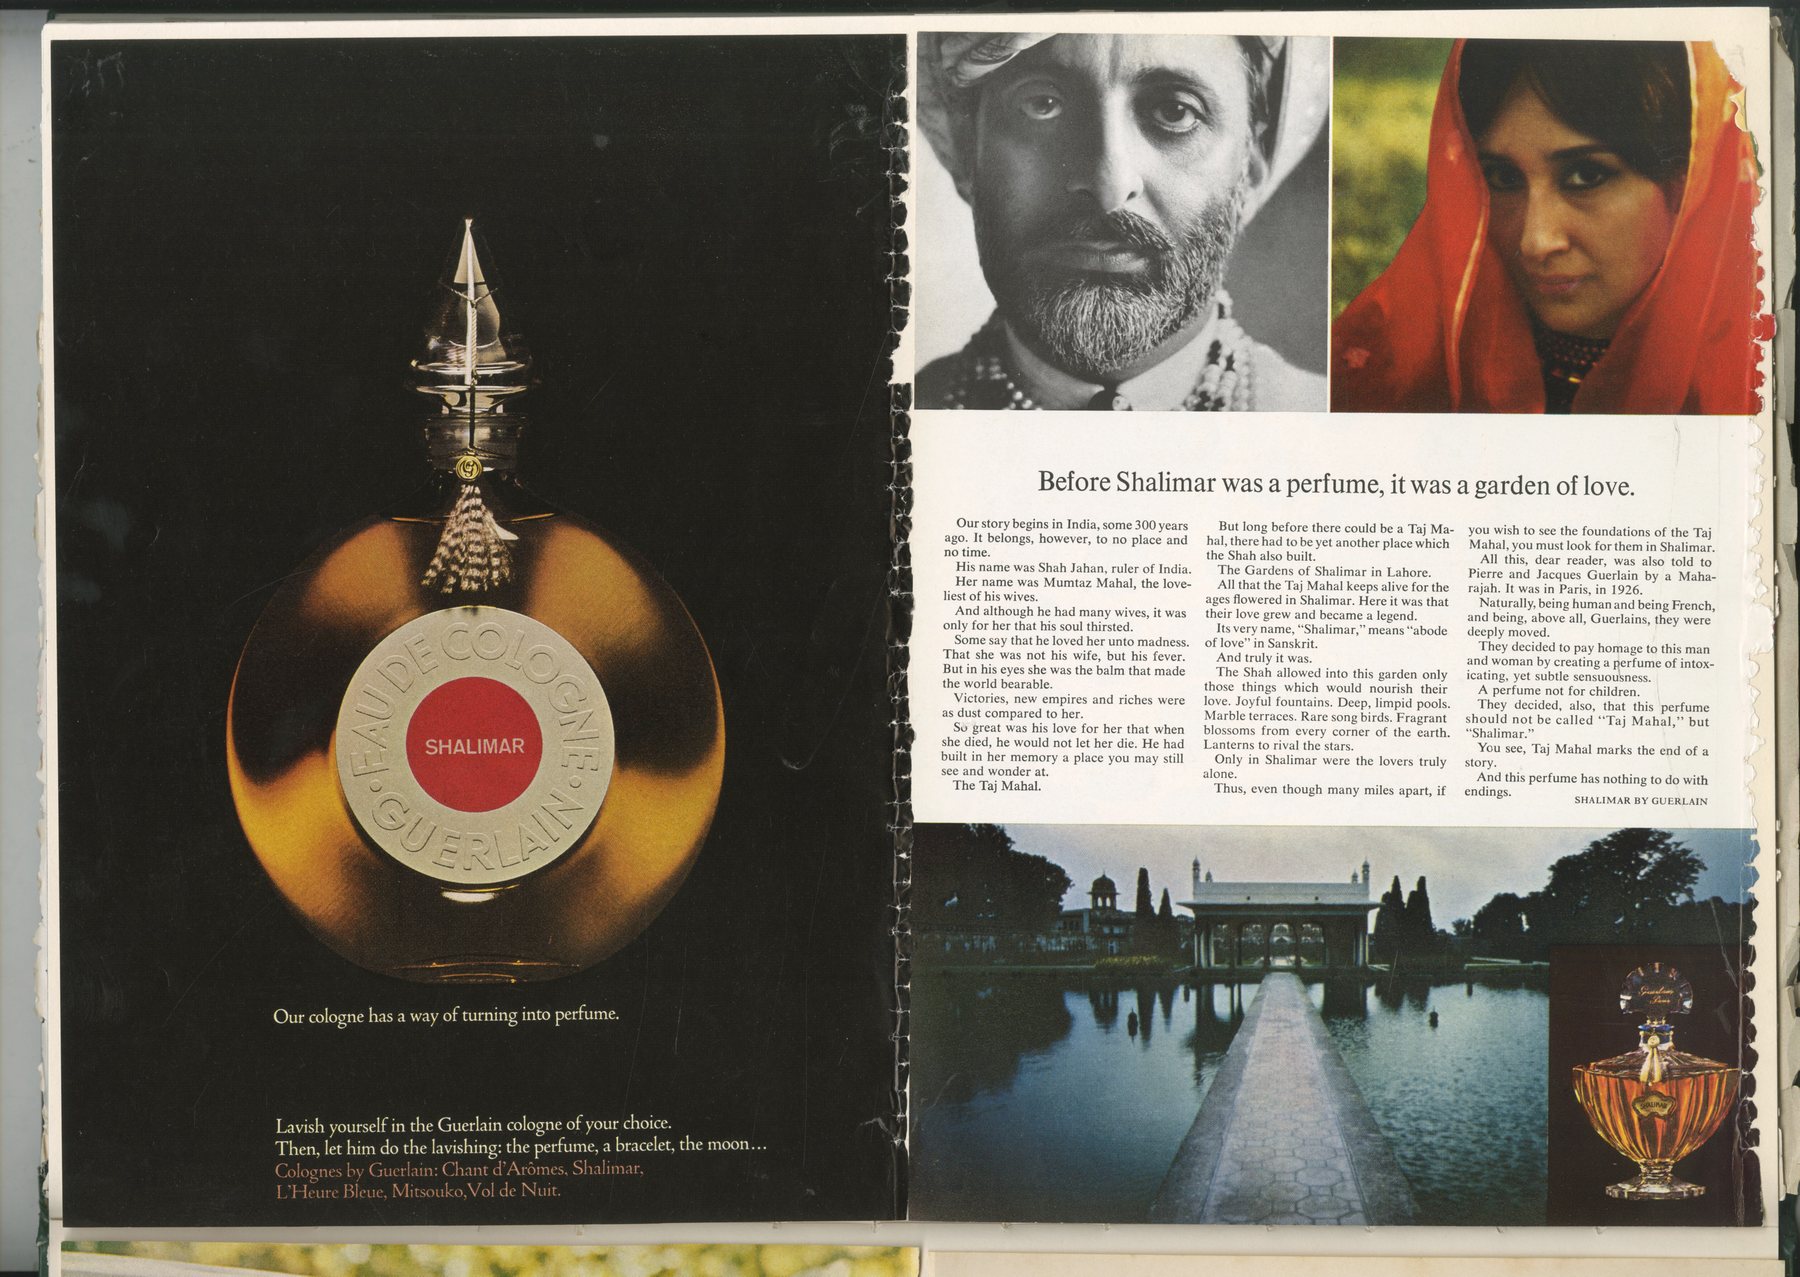 EAU DE COLOGNE
SHALIMAR
GUERLAIN
Our cologne has a way of turning into perfume.
Lavish yourself in the Guerlain cologne of your choice.
Then, let him do the lavishing: the perfume, a bracelet, the moon...
Colognes by Guerlain: Chant d'Arômes, Shalimar,
L'Heure Bleue, Mitsouko, Vol de Nuit.
Before Shalimar was a perfume, it was a garden of love.
Our story begins in India, some 300 years
ago. It belongs, however, to no place and
no time.
His name was Shah Jahan, ruler of India.
Her name was Mumtaz Mahal, the love-
liest of his wives.
And although he had many wives, it was
only for her that his soul thirsted.
Some say that he loved her unto madness.
That she was not his wife, but his fever.
But in his eyes she was the balm that made
the world bearable.
Victories, new empires and riches were
as dust compared to her.
So great was his love for her that when
she died, he would not let her die. He had
built in her memory a place you may still
see and wonder at.
The Taj Mahal.
But long before there could be a Taj Ma-
hal, there had to be yet another place which
the Shah also built.
The Gardens of Shalimar in Lahore.
All that the Taj Mahal keeps alive for the
ages flowered in Shalimar. Here it was that
their love grew and became a legend.
Its very name, "Shalimar," means "abode
of love" in Sanskrit.
And truly it was.
The Shah allowed into this garden only
those things which would nourish their
love. Joyful fountains. Deep, limpid pools.
Marble terraces. Rare song birds. Fragrant
blossoms from every corner of the earth.
Lanterns to rival the stars.
Only in Shalimar were the lovers truly
alone.
Thus, even though many miles apart, if
you wish to see the foundations of the Taj
Mahal, you must look for them in Shalimar.
All this, dear reader, was also told to
Pierre and Jacques Guerlain by a Maha-
rajah. It was in Paris, in 1926.
Naturally, being human and being French,
and being, above all, Guerlains, they were
deeply moved.
They decided to pay homage to this man
and woman by creating a perfume of intox-
icating, yet subtle sensuousness.
A perfume not for children.
They decided, also, that this perfume
should not be called "Taj Mahal," but
"Shalimar."
You see, Taj Mahal marks the end of a
story.
And this perfume has nothing to do with
endings.
SHALIMAR BY GUERLAIN
Guerlain
Paris
SHALIMAR